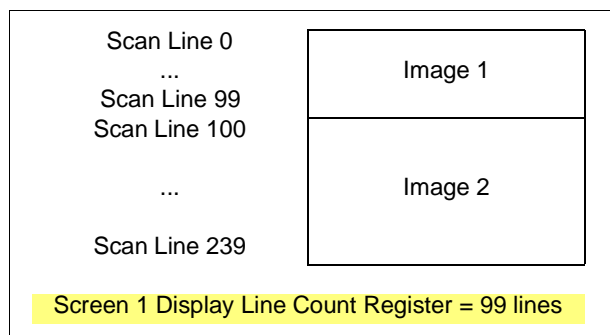 Scan Line 0
...
Scan Line 99
Scan Line 100
...
Scan Line 239
Image 1
Image 2
Screen 1 Display Line Count Register = 99 lines